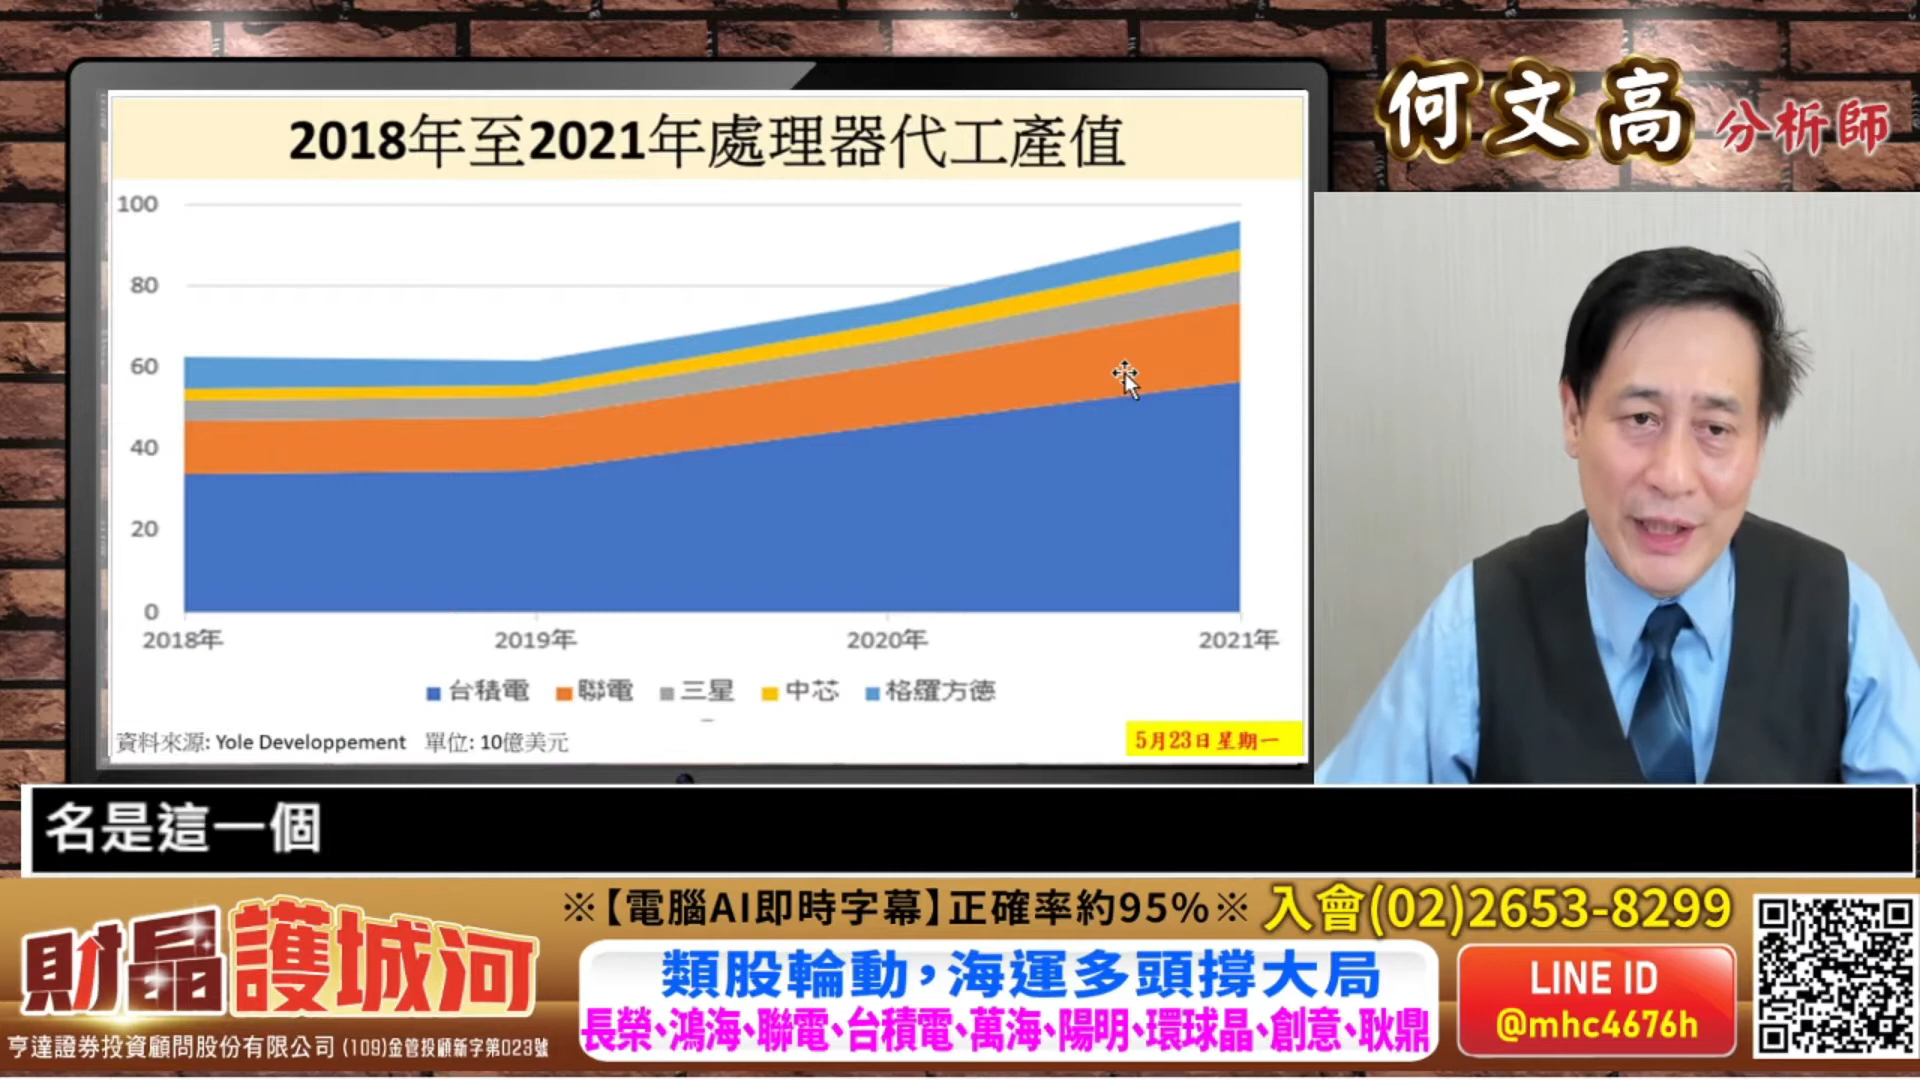 何文高 分析師
2018年至2021年處理器代工產值
100
80
60
40
20
0
2018年 2019年 2020年 2021年
台積電 聯電 三星 中芯 格羅方德
資料來源: Yole Developpement 單位: 10億美元
5月23日星期一
名是這一個
※【電腦AI即時字幕】正確率約95%※ 入會(02)2653-8299
財晶護城河
類股輪動,海運多頭撐大局
長榮、鴻海、聯電、台積電、萬海、陽明、環球晶、創意、耿鼎
LINE ID
@mhc4676h
亨達證券投資顧問股份有限公司 (109)金管投顧新字第023號